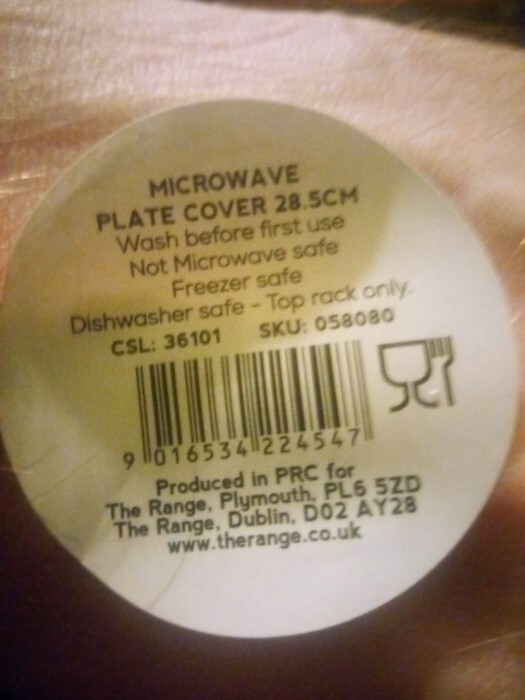 MICROWAVE
PLATE COVER 28.5CM
Wash before first use
Not Microwave safe
Freezer safe
Dishwasher safe - Top rack only.
CSL: 36101 SKU: 058080
9 016534 224547
Produced in PRC for
The Range, Plymouth, PL6 5ZD
The Range, Dublin, D02 AY28
www.therange.co.uk